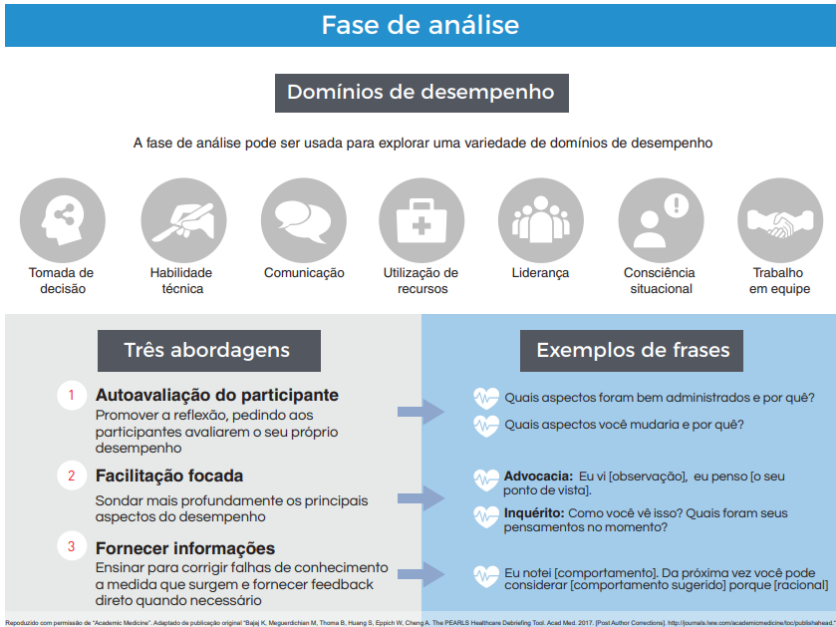 Fase de análise
Domínios de desempenho
A fase de análise pode ser usada para explorar uma variedade de domínios de desempenho
Tomada de
decisão
Habilidade
técnica
Comunicação
Utilização de
recursos
Liderança
Consciência
situacional
Trabalho
em equipe
Três abordagens
1 Autoavaliação do participante
Promover a reflexão, pedindo aos
participantes avaliarem o seu próprio
desempenho
2 Facilitação focada
Sondar mais profundamente os principais
aspectos do desempenho
3 Fornecer informações
Ensinar para corrigir falhas de conhecimento
a medida que surgem e fornecer feedback
direto quando necessário
Exemplos de frases
Quais aspectos foram bem administrados e por quê?
Quais aspectos você mudaria e por quê?
Advocacia: Eu vi [observação], eu penso [o seu
ponto de vista].
Inquérito: Como você vê isso? Quais foram seus
pensamentos no momento?
Eu notei [comportamento]. Da próxima vez você pode
considerar [comportamento sugerido] porque [racional]
Repoduzido com permissão de "Academic Medicine". Adaptado de publicação original "Bajaj K, Meguerdichian M, Thoma B, Huang S, Eppich W, Cheng A. The PEARLS Healthcare Debriefing Tool. Acad Med. 2017. [Post Author Corrections]. http://journals.lww.com/academicmedicine/toc/publishahead.